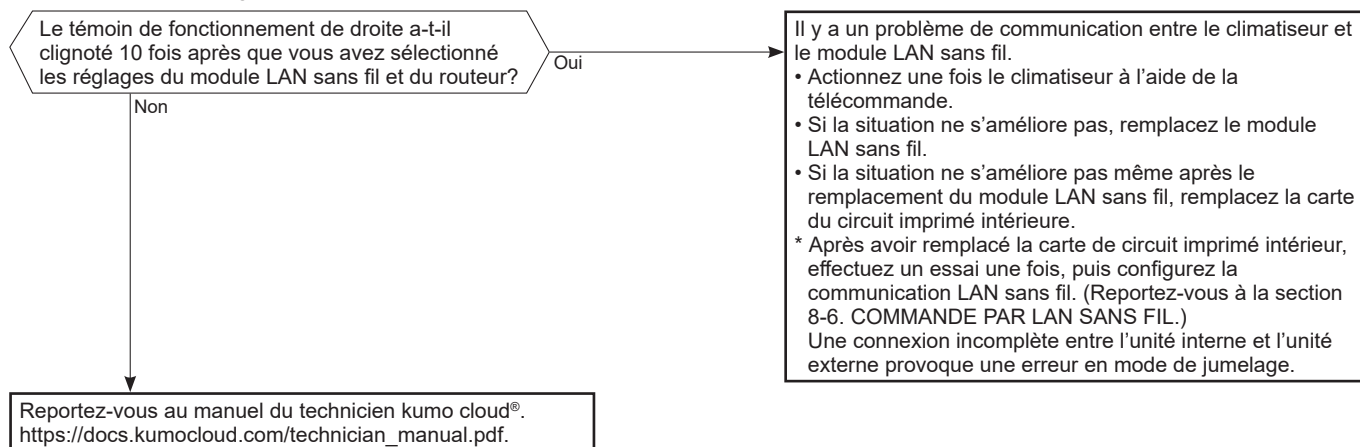 Le témoin de fonctionnement de droite a-t-il
clignoté 10 fois après que vous avez sélectionné
les réglages du module LAN sans fil et du routeur?
Oui
Non
Il y a un problème de communication entre le climatiseur et
le module LAN sans fil.
• Actionnez une fois le climatiseur à l’aide de la
télécommande.
• Si la situation ne s’améliore pas, remplacez le module
LAN sans fil.
• Si la situation ne s’améliore pas même après le
remplacement du module LAN sans fil, remplacez la carte
du circuit imprimé intérieure.
* Après avoir remplacé la carte de circuit imprimé intérieur,
effectuez un essai une fois, puis configurez la
communication LAN sans fil. (Reportez-vous à la section
8-6. COMMANDE PAR LAN SANS FIL.)
Une connexion incomplète entre l’unité interne et l’unité
externe provoque une erreur en mode de jumelage.
Reportez-vous au manuel du technicien kumo cloud®.
https://docs.kumocloud.com/technician_manual.pdf.